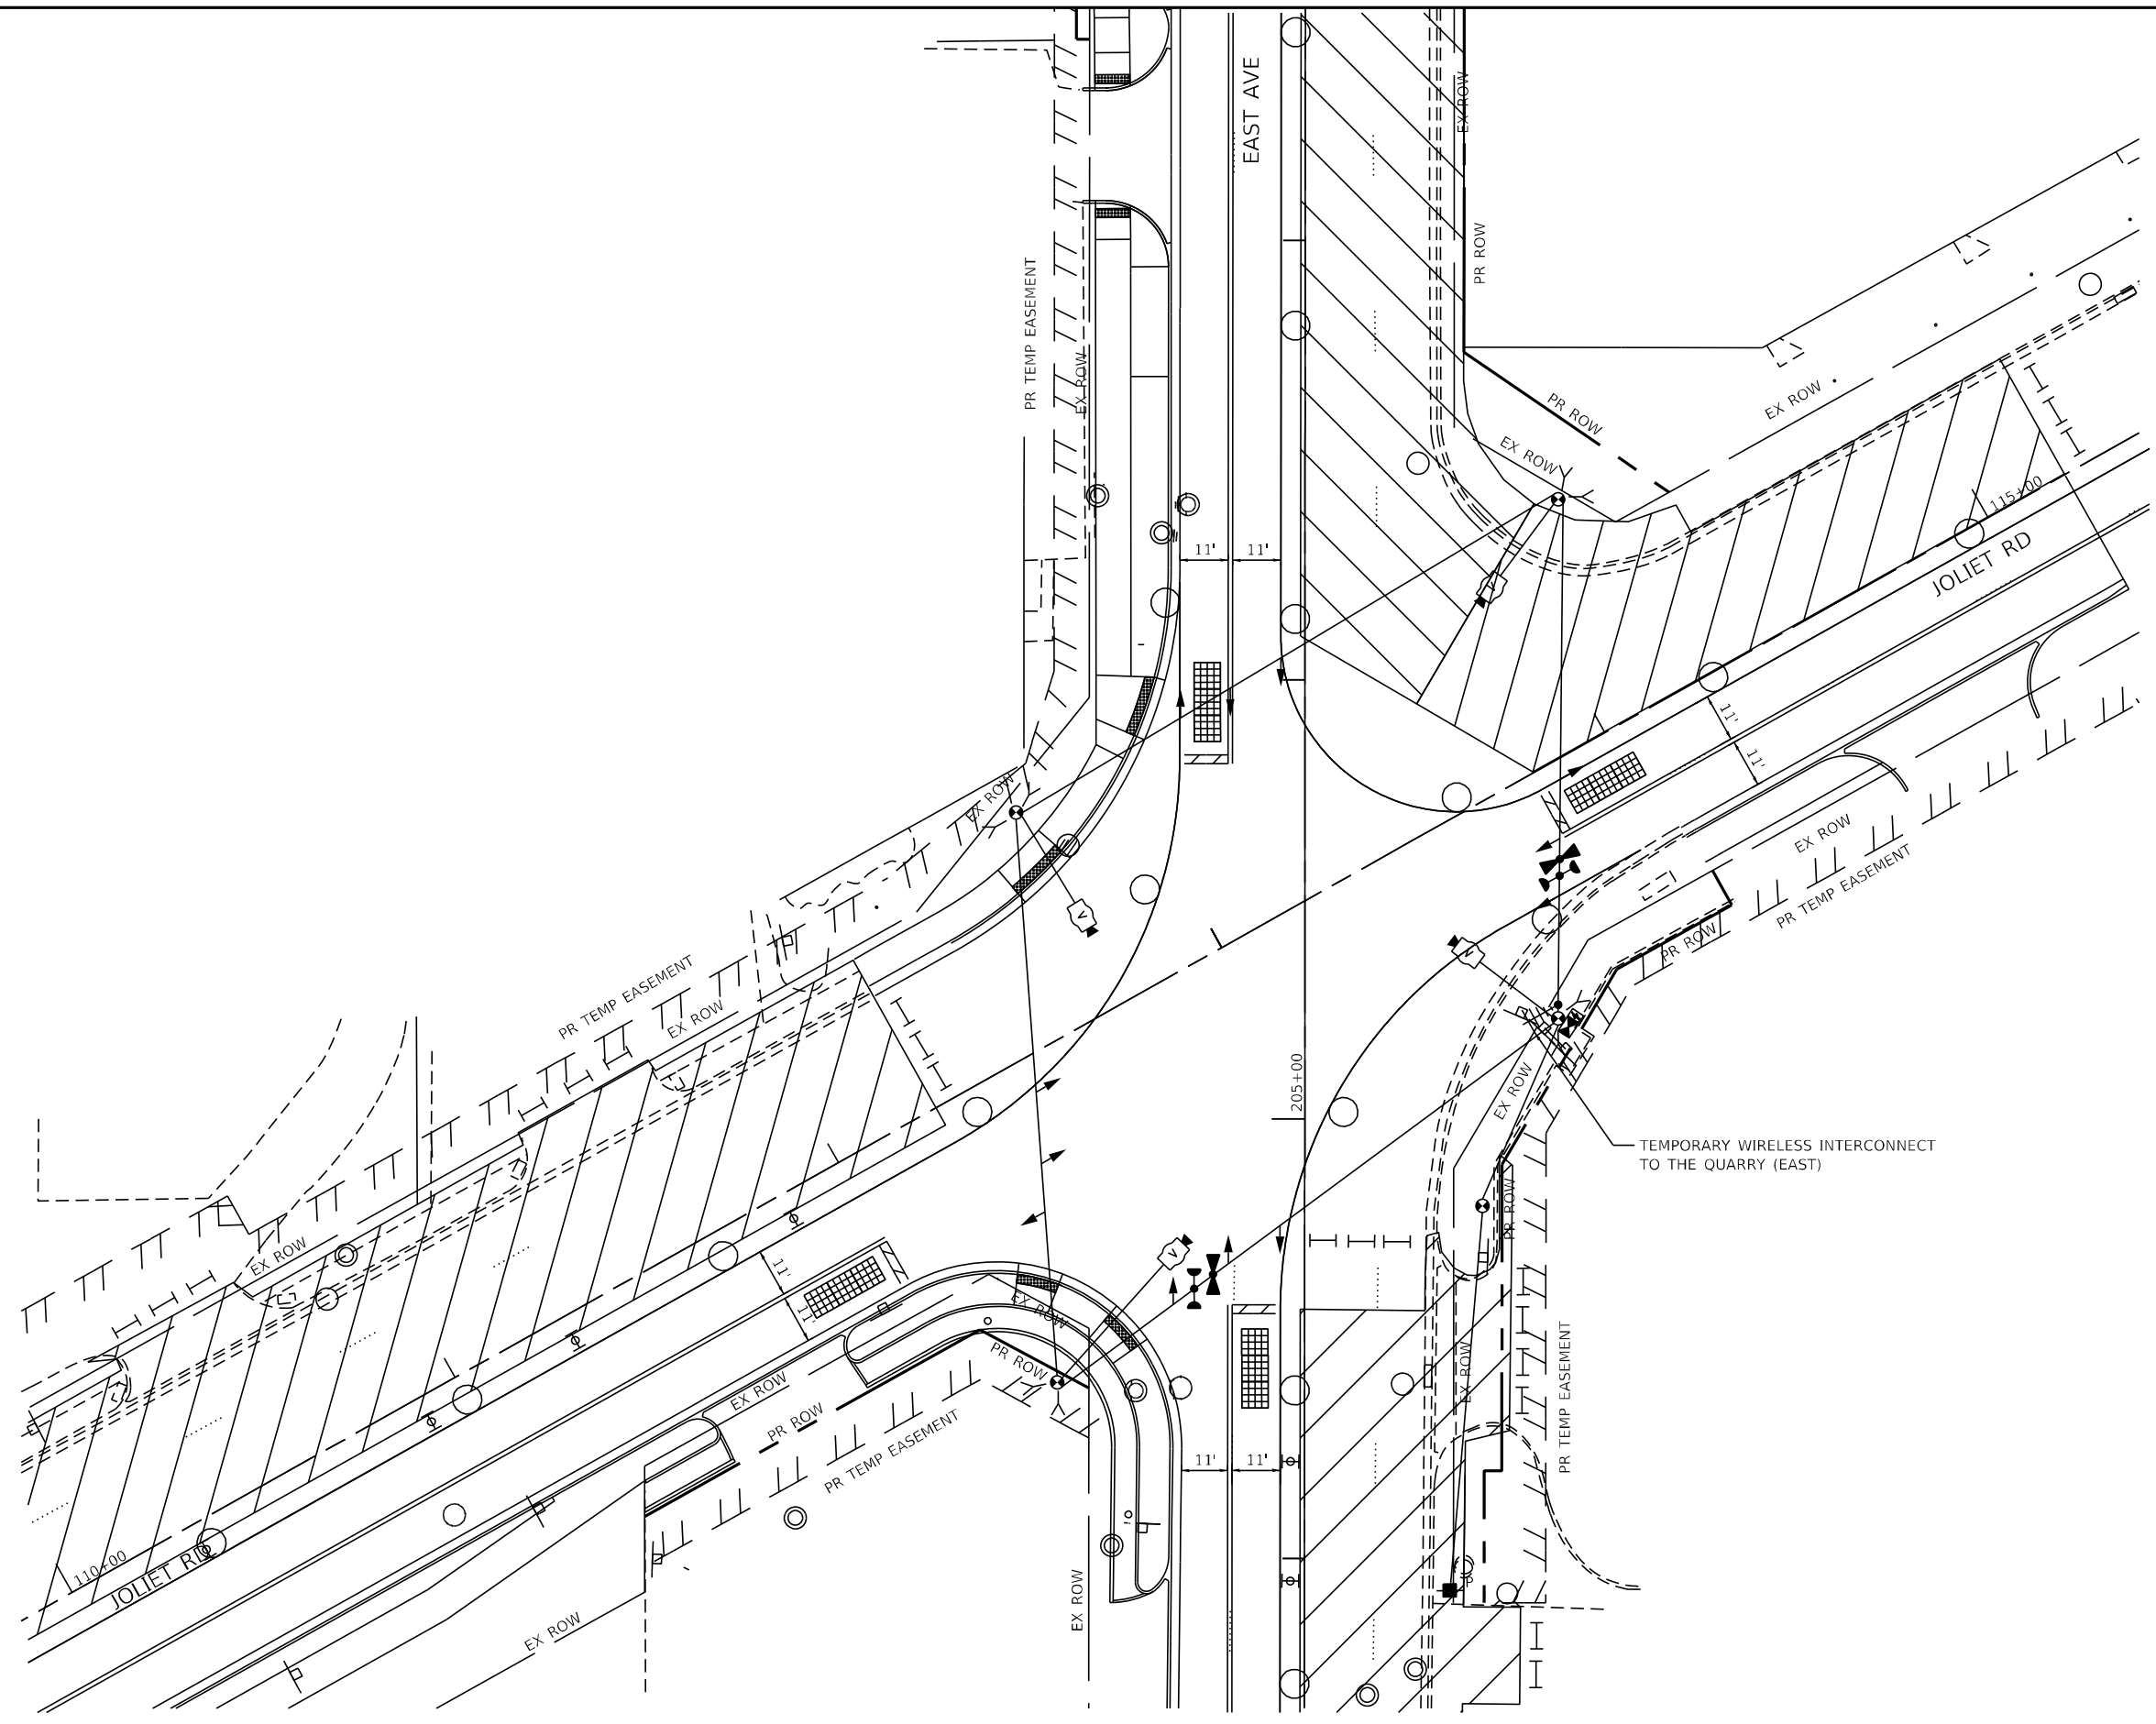 EAST AVE
EX ROW
PR ROW
PR TEMP EASEMENT
EX ROW
PR ROW
EX ROW
EX ROW
115+00
JOLIET RD
11'
11'
V
11'
11'
EX ROW
V
EX ROW
PR TEMP EASEMENT
PR ROW
V
PR TEMP EASEMENT
EX ROW
205+00
EX ROW
TEMPORARY WIRELESS INTERCONNECT
TO THE QUARRY (EAST)
PR ROW
EX ROW
V
11'
11'
EX ROW
PR ROW
EX ROW
PR ROW
PR TEMP EASEMENT
EX ROW
PR TEMP EASEMENT
11'
11'
110+00
JOLIET RD
EX ROW
EX ROW
P